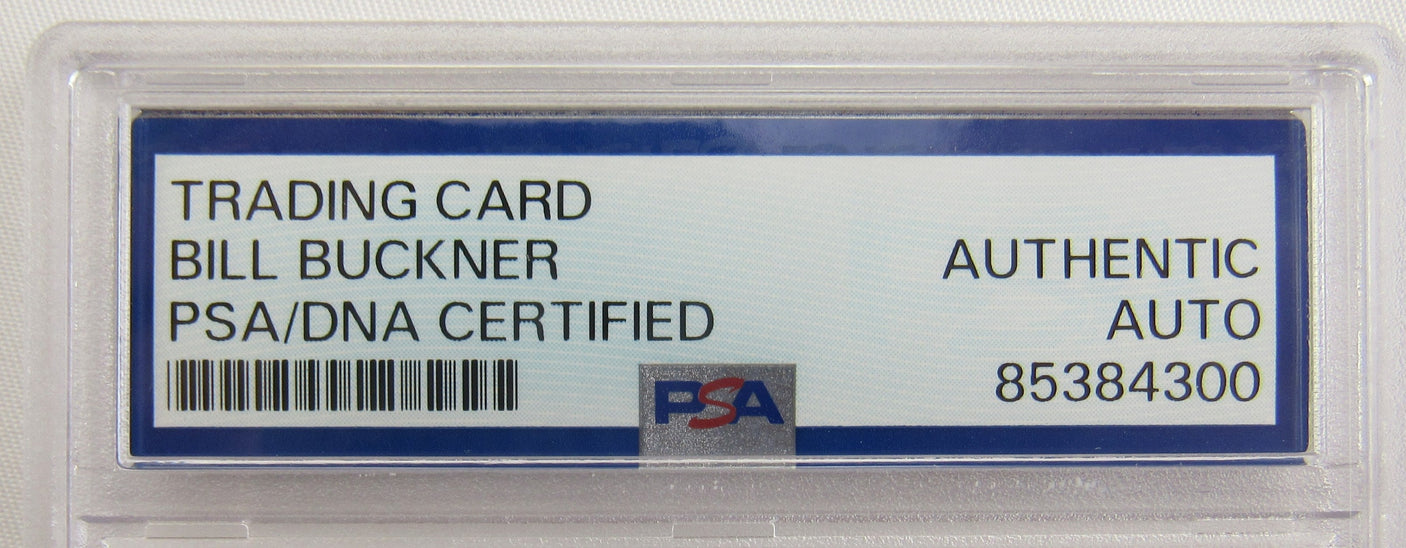 TRADING CARD
BILL BUCKNER
PSA/DNA CERTIFIED
AUTHENTIC
AUTO
85384300
PSA